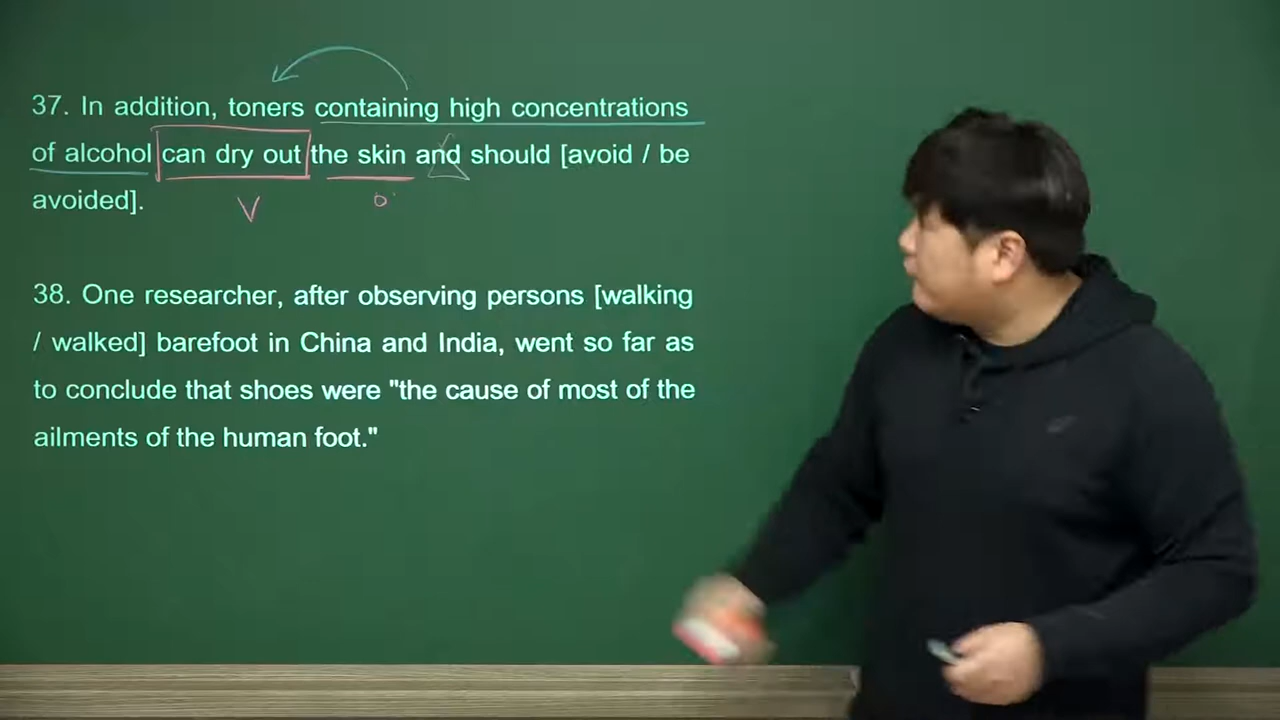 37. In addition, toners containing high concentrations
of alcohol can dry out the skin and should [avoid / be
avoided].
V
o
38. One researcher, after observing persons [walking
/ walked] barefoot in China and India, went so far as
to conclude that shoes were "the cause of most of the
ailments of the human foot."